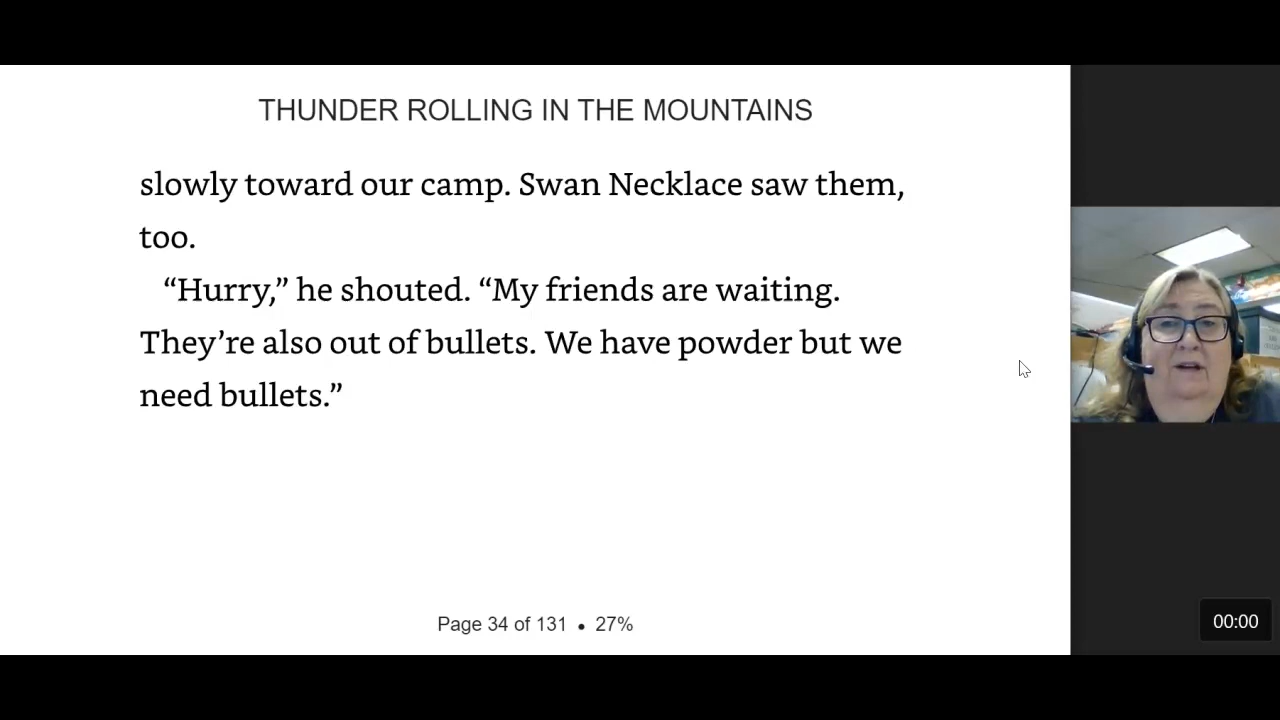 THUNDER ROLLING IN THE MOUNTAINS
slowly toward our camp. Swan Necklace saw them,
too.
“Hurry,” he shouted. “My friends are waiting.
They’re also out of bullets. We have powder but we
need bullets.”
Page 34 of 131 • 27%
00:00